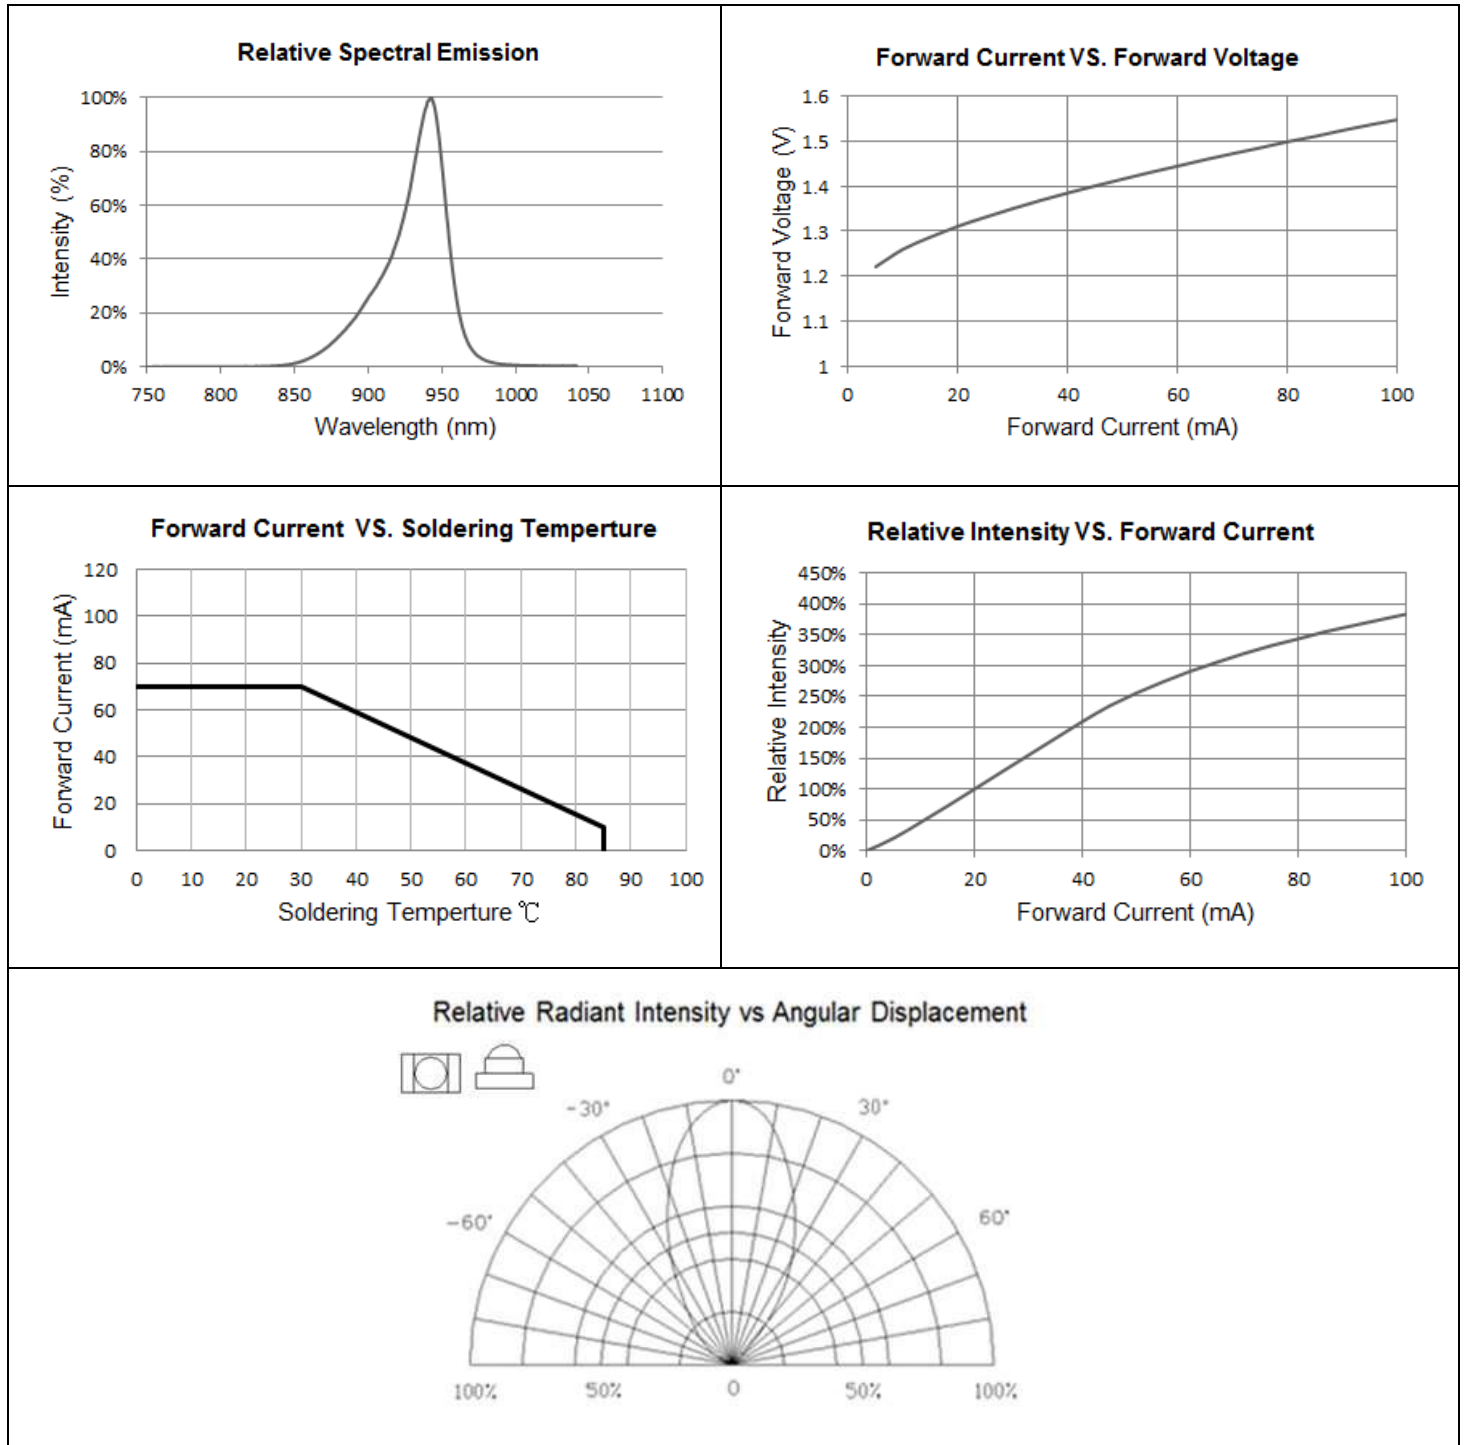 Relative Spectral Emission
100%
80%
60%
40%
20%
0%
Intensity (%)
750 800 850 900 950 1000 1050 1100
Wavelength (nm)
Forward Current VS. Forward Voltage
1.6
1.5
1.4
1.3
1.2
1.1
1
Forward Voltage (V)
0 20 40 60 80 100
Forward Current (mA)
Forward Current VS. Soldering Temperture
120
100
80
60
40
20
0
Forward Current (mA)
0 10 20 30 40 50 60 70 80 90 100
Soldering Temperture ℃
Relative Intensity VS. Forward Current
450%
400%
350%
300%
250%
200%
150%
100%
50%
0%
Relative Intensity
0 20 40 60 80 100
Forward Current (mA)
Relative Radiant Intensity vs Angular Displacement
0°
-30° 30°
-60° 60°
100% 50% 0 50% 100%